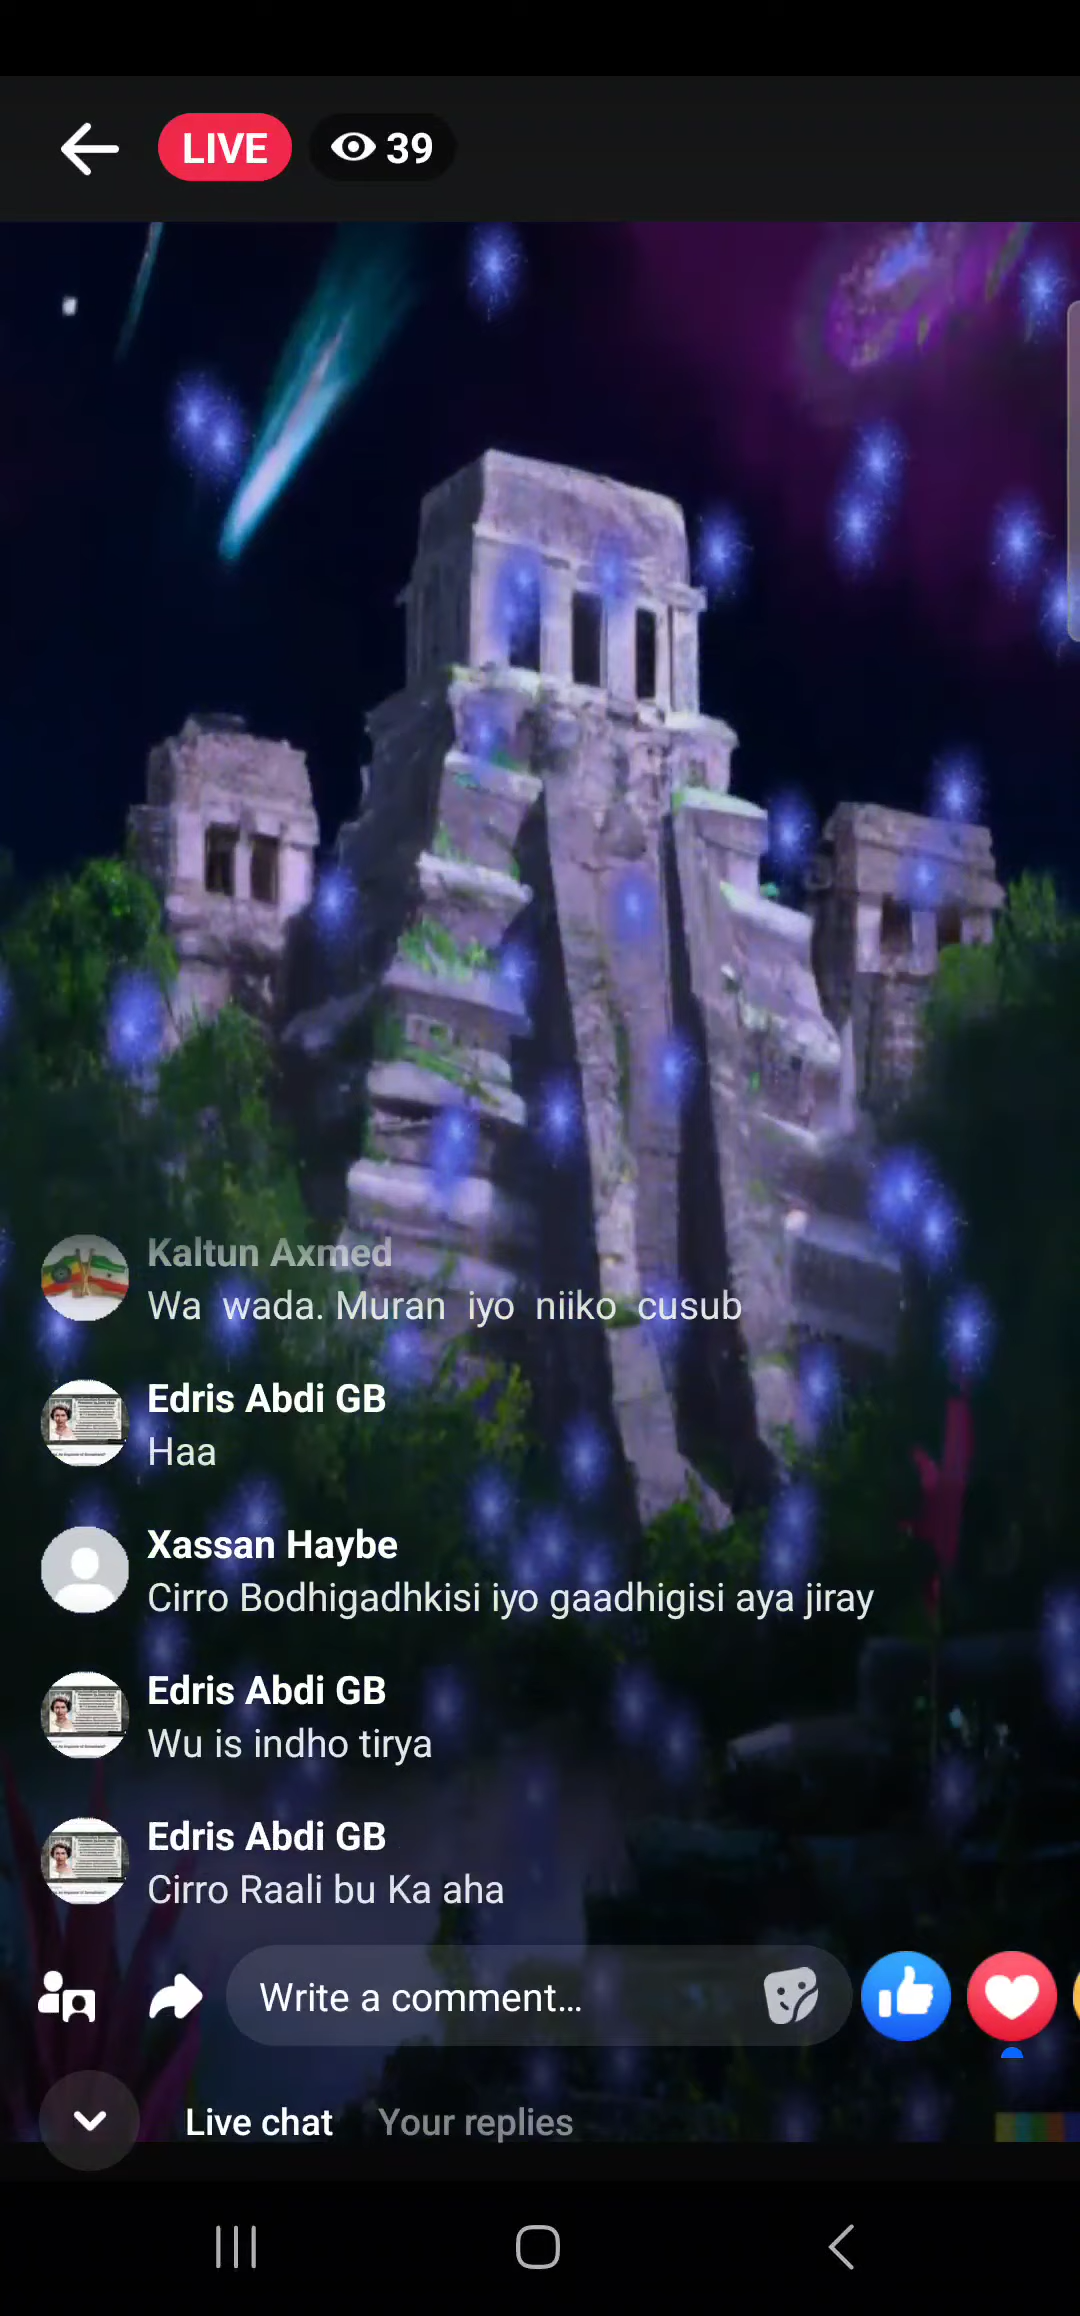 LIVE
39
Kaltun Axmed
Wa wada. Muran iyo niiko cusub
Edris Abdi GB
Haa
Xassan Haybe
Cirro Bodhigadhkisi iyo gaadhigisi aya jiray
Edris Abdi GB
Wu is indho tirya
Edris Abdi GB
Cirro Raali bu Ka aha
Write a comment...
Live chat
Your replies